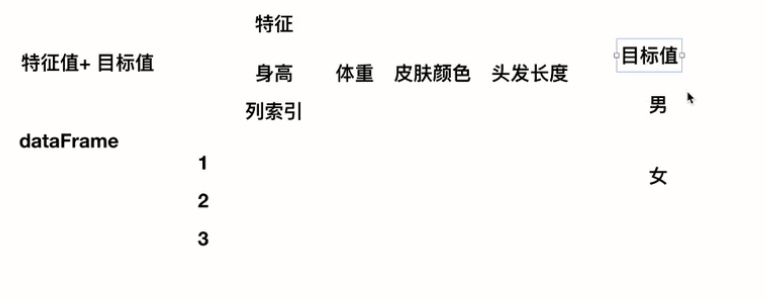 特征
特征值+ 目标值
身高 体重 皮肤颜色 头发长度
目标值
列索引
男
dataFrame
1
女
2
3